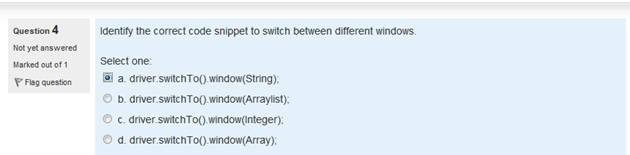 Question 4
Not yet answered
Marked out of 1
Flag question
Identify the correct code snippet to switch between different windows.
Select one:
a. driver.switchTo().window(String);
b. driver.switchTo().window(Arraylist);
c. driver.switchTo().window(Integer);
d. driver.switchTo().window(Array);